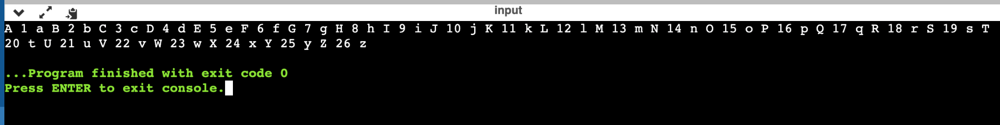 input
A 1 a B 2 b C 3 c D 4 d E 5 e F 6 f G 7 g H 8 h I 9 i J 10 j K 11 k L 12 l M 13 m N 14 n O 15 o P 16 p Q 17 q R 18 r S 19 s T
20 t U 21 u V 22 v W 23 w X 24 x Y 25 y Z 26 z
...Program finished with exit code 0
Press ENTER to exit console.